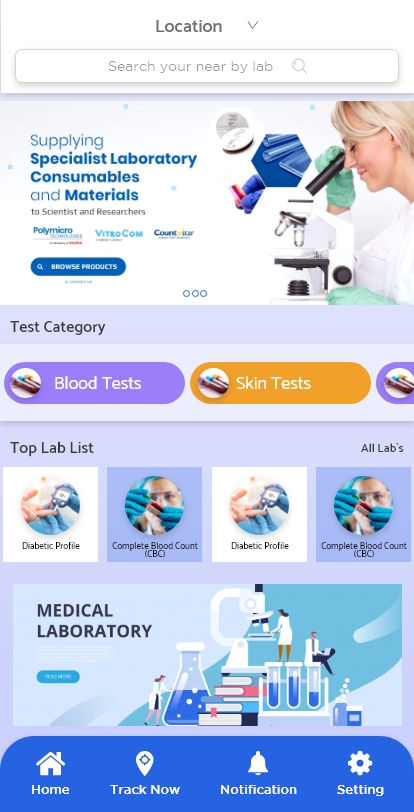 Location
Search your near by lab
Supplying
Specialist Laboratory
Consumables
and Materials
to Scientist and Researchers
Polymicro
TECHNOLOGIES
VITROCOM
Countstar
BROWSE PRODUCTS
Test Category
Blood Tests
Skin Tests
Top Lab List
All Lab's
Diabetic Profile
Complete Blood Count
(CBC)
Diabetic Profile
Complete Blood Count
(CBC)
MEDICAL
LABORATORY
READ MORE
Home
Track Now
Notification
Setting